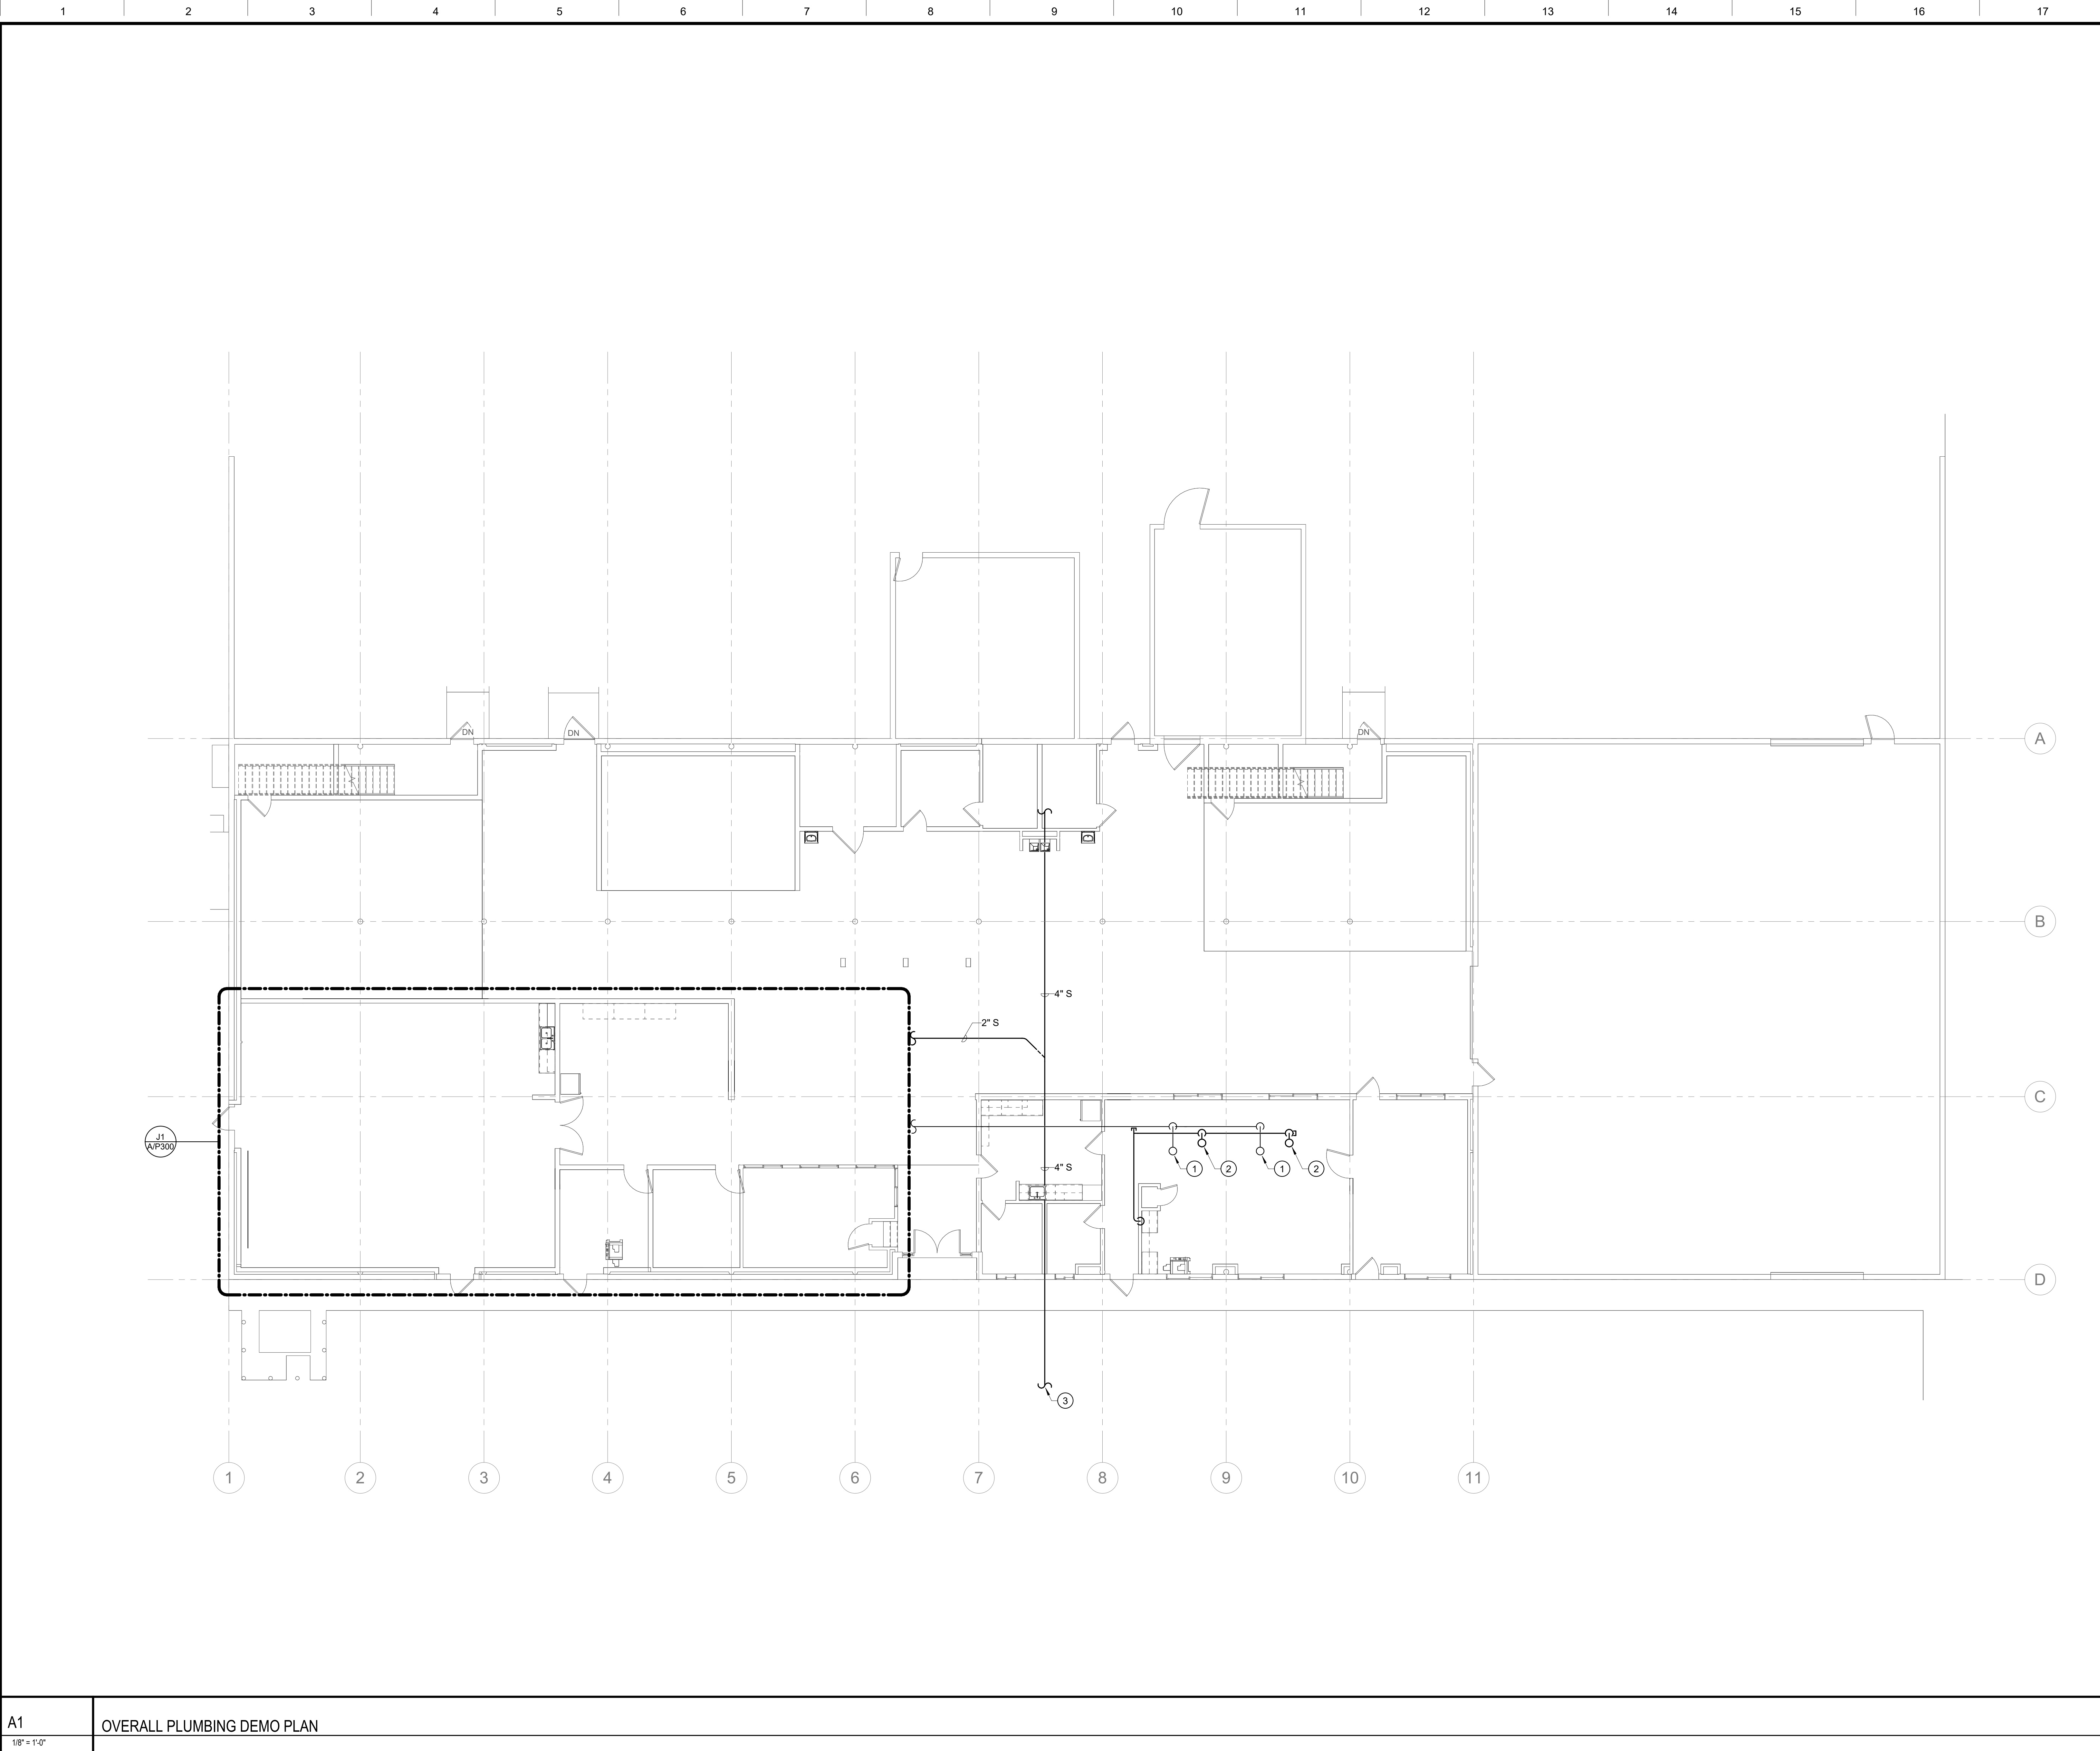 1 2 3 4 5 6 7 8 9 10 11 12 13 14 15 16 17
DN DN DN
A
B
4" S
2" S
C
J1
A/P300
4" S
1 2 1 2
D
3
1 2 3 4 5 6 7 8 9 10 11
A1 OVERALL PLUMBING DEMO PLAN
1/8" = 1'-0"